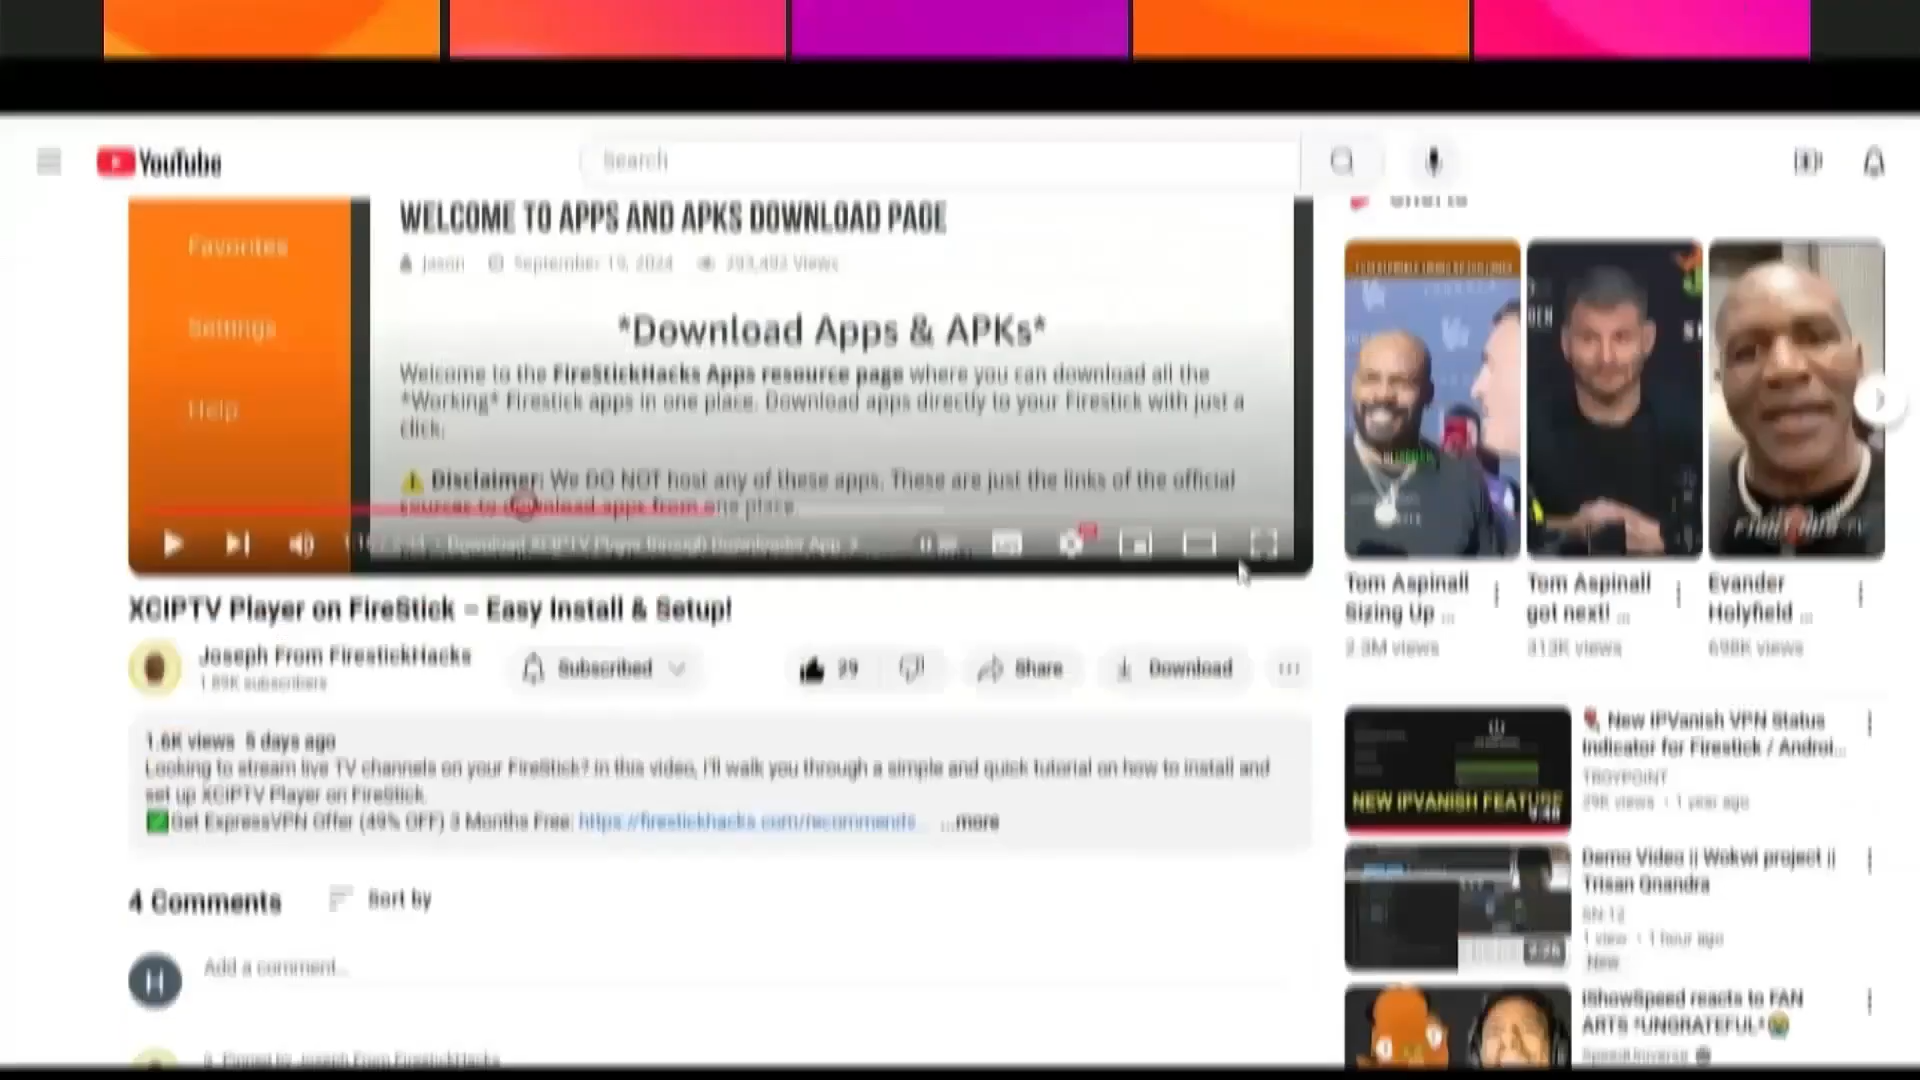 YouTube
Search
Favorites
Settings
Help
WELCOME TO APPS AND APKS DOWNLOAD PAGE
Jason September 19, 2024 293,492 Views
*Download Apps & APKs*
Welcome to the FireStickHacks Apps resource page where you can download all the
*Working* Firestick apps in one place. Download apps directly to your Firestick with just a
click.
Disclaimer: We DO NOT host any of these apps. These are just the links of the official
sources to download apps from one place
Download XCIPTV Player through Downloader App
XCIPTV Player on FireStick – Easy Install & Setup!
Joseph From FirestickHacks
1.89K subscribers
Subscribed
29
Share
Download
1.6K views 5 days ago
Looking to stream live TV channels on your FireStick? In this video, I'll walk you through a simple and quick tutorial on how to install and
set up XCIPTV Player on FireStick.
Get ExpressVPN Offer (49% OFF) 3 Months Free: https://firestickhacks.com/recommends... ...more
4 Comments
Sort by
H
Add a comment...
Pinned by Joseph From FirestickHacks
Shorts
Tom Aspinall
Sizing Up ...
2.3M views
Tom Aspinall
got next! ...
313K views
Evander
Holyfield ...
698K views
NEW IPVANISH FEATURE
New IPVanish VPN Status
Indicator for Firestick / Androi...
TROYPOINT
29K views • 1 year ago
Demo Video || Wokwi project ||
Trisan Qnandra
SN-12
1 view • 1 hour ago
New
IShowSpeed reacts to FAN
ARTS *UNGRATEFUL*
SpeedUniverse